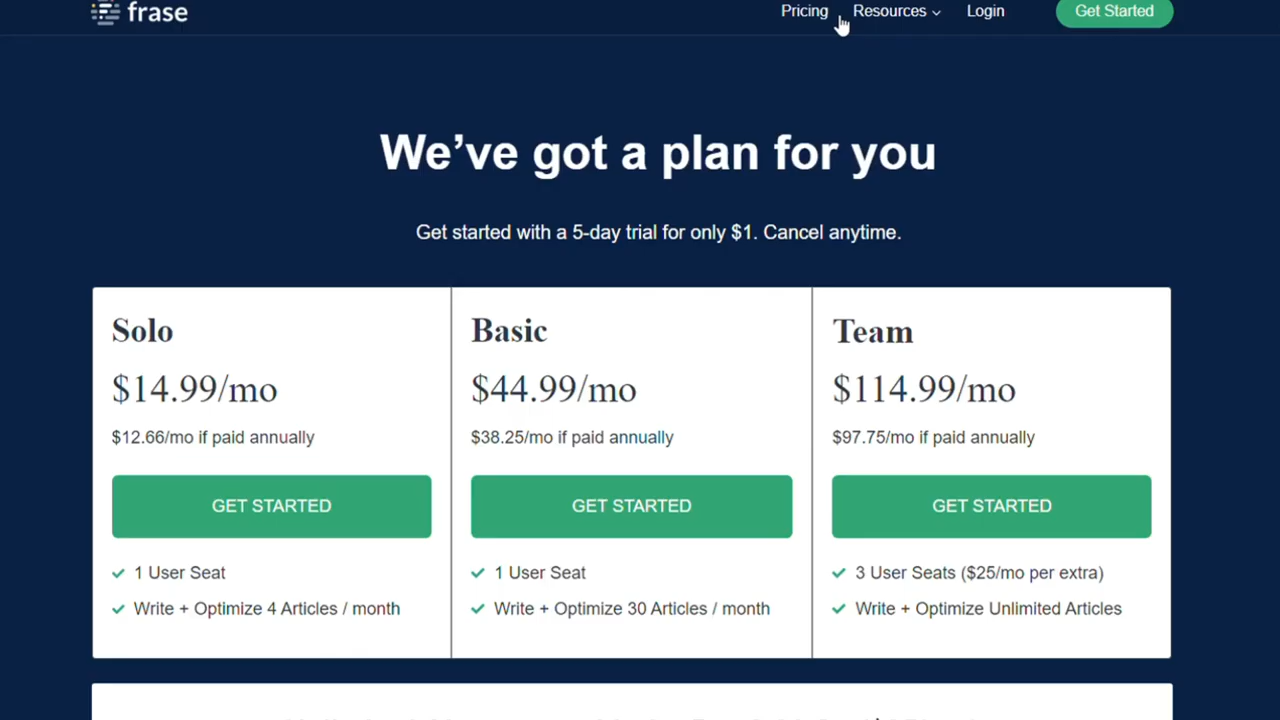 frase
Pricing Resources Login Get Started
We’ve got a plan for you
Get started with a 5-day trial for only $1. Cancel anytime.
Solo
$14.99/mo
$12.66/mo if paid annually
GET STARTED
1 User Seat
Write + Optimize 4 Articles / month
Basic
$44.99/mo
$38.25/mo if paid annually
GET STARTED
1 User Seat
Write + Optimize 30 Articles / month
Team
$114.99/mo
$97.75/mo if paid annually
GET STARTED
3 User Seats ($25/mo per extra)
Write + Optimize Unlimited Articles